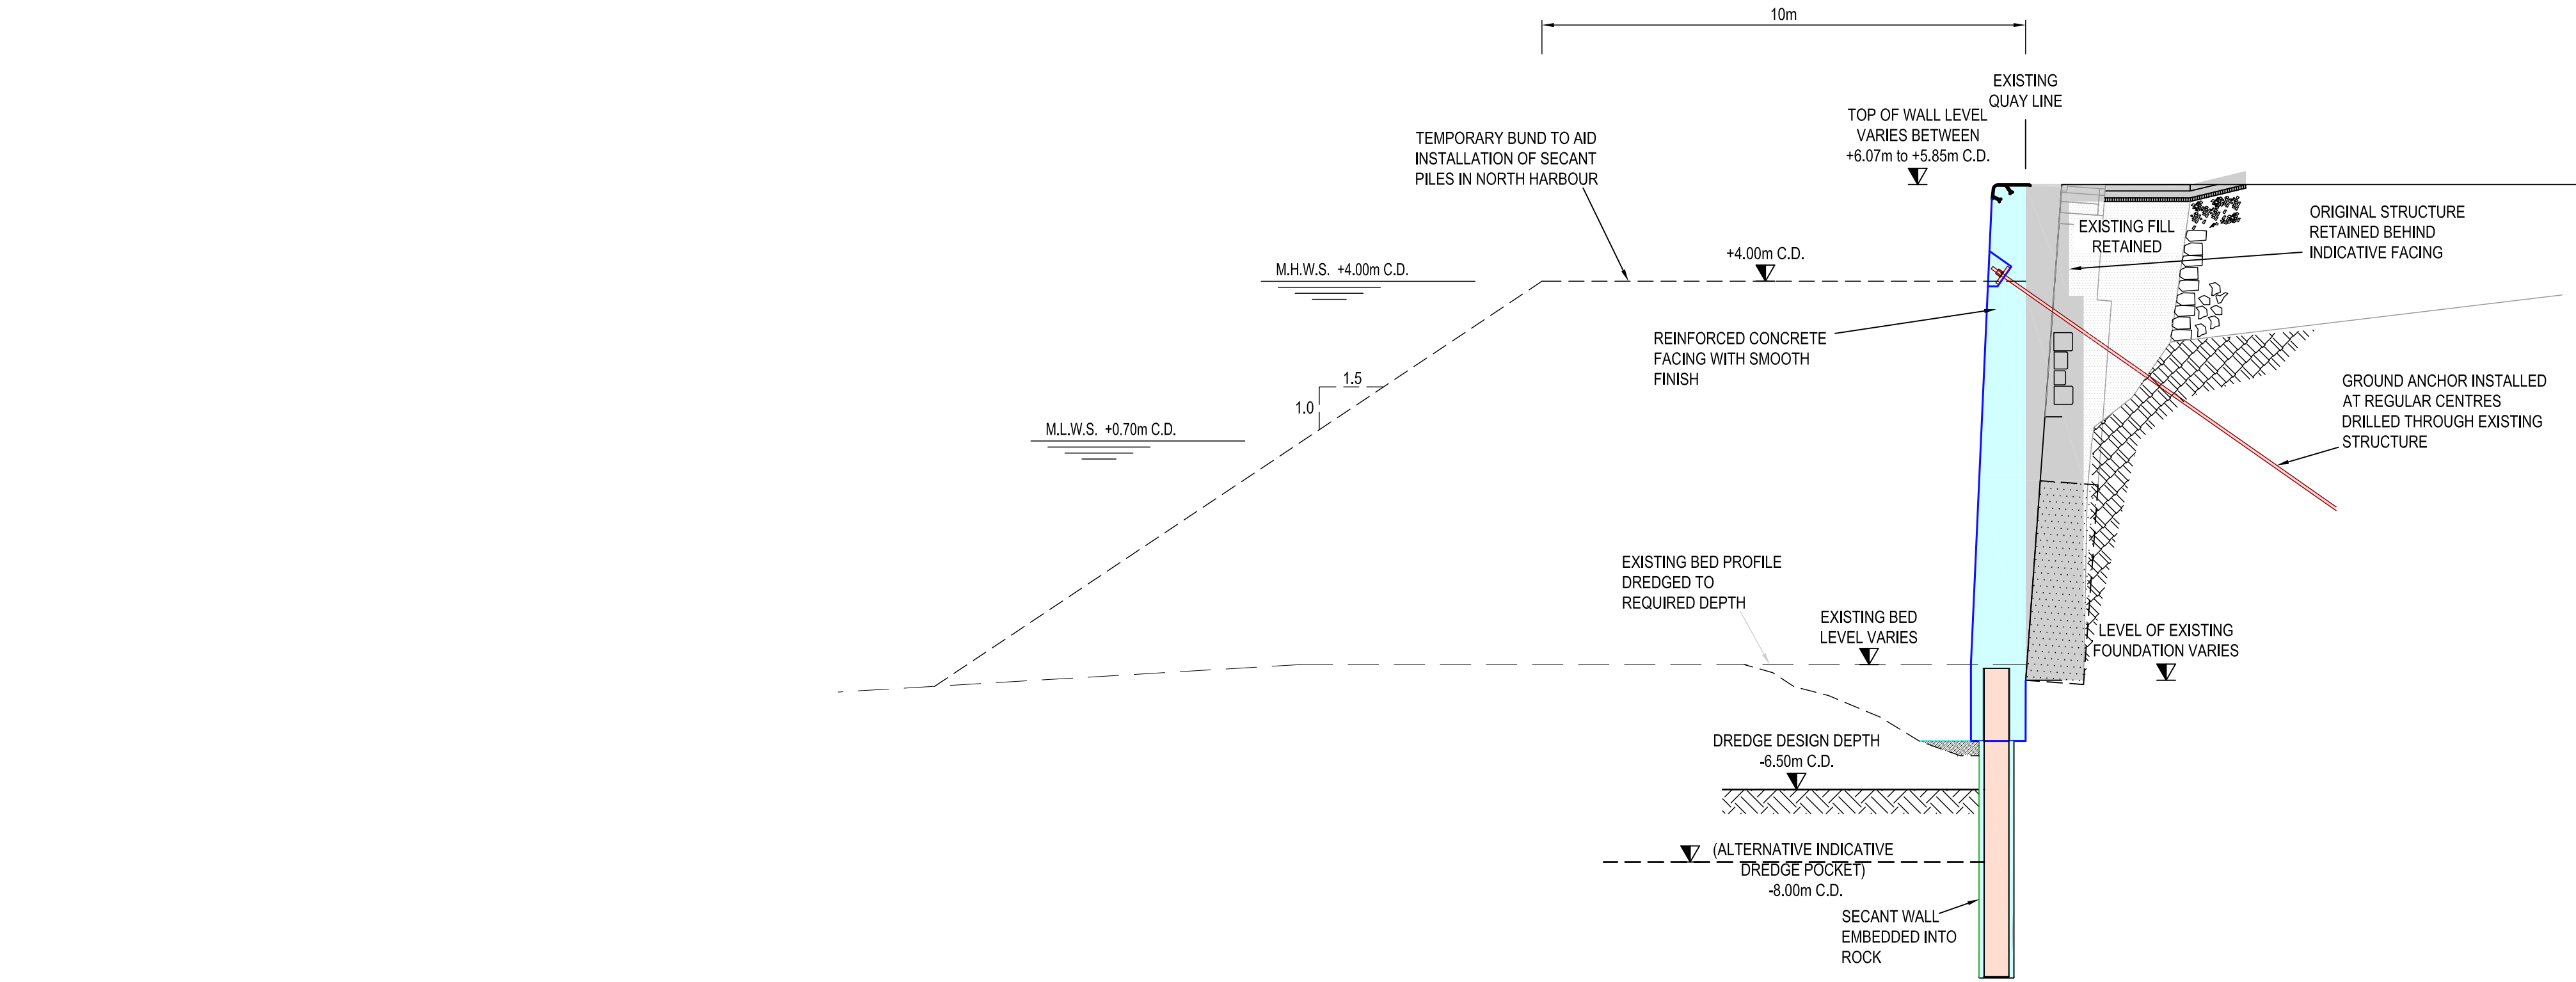 10m
EXISTING
QUAY LINE
TOP OF WALL LEVEL
VARIES BETWEEN
+6.07m to +5.85m C.D.
TEMPORARY BUND TO AID
INSTALLATION OF SECANT
PILES IN NORTH HARBOUR
ORIGINAL STRUCTURE
RETAINED BEHIND
INDICATIVE FACING
EXISTING FILL
RETAINED
+4.00m C.D.
M.H.W.S. +4.00m C.D.
REINFORCED CONCRETE
FACING WITH SMOOTH
FINISH
1.5
1.0
GROUND ANCHOR INSTALLED
AT REGULAR CENTRES
DRILLED THROUGH EXISTING
STRUCTURE
M.L.W.S. +0.70m C.D.
EXISTING BED PROFILE
DREDGED TO
REQUIRED DEPTH
EXISTING BED
LEVEL VARIES
LEVEL OF EXISTING
FOUNDATION VARIES
DREDGE DESIGN DEPTH
-6.50m C.D.
(ALTERNATIVE INDICATIVE
DREDGE POCKET)
-8.00m C.D.
SECANT WALL
EMBEDDED INTO
ROCK